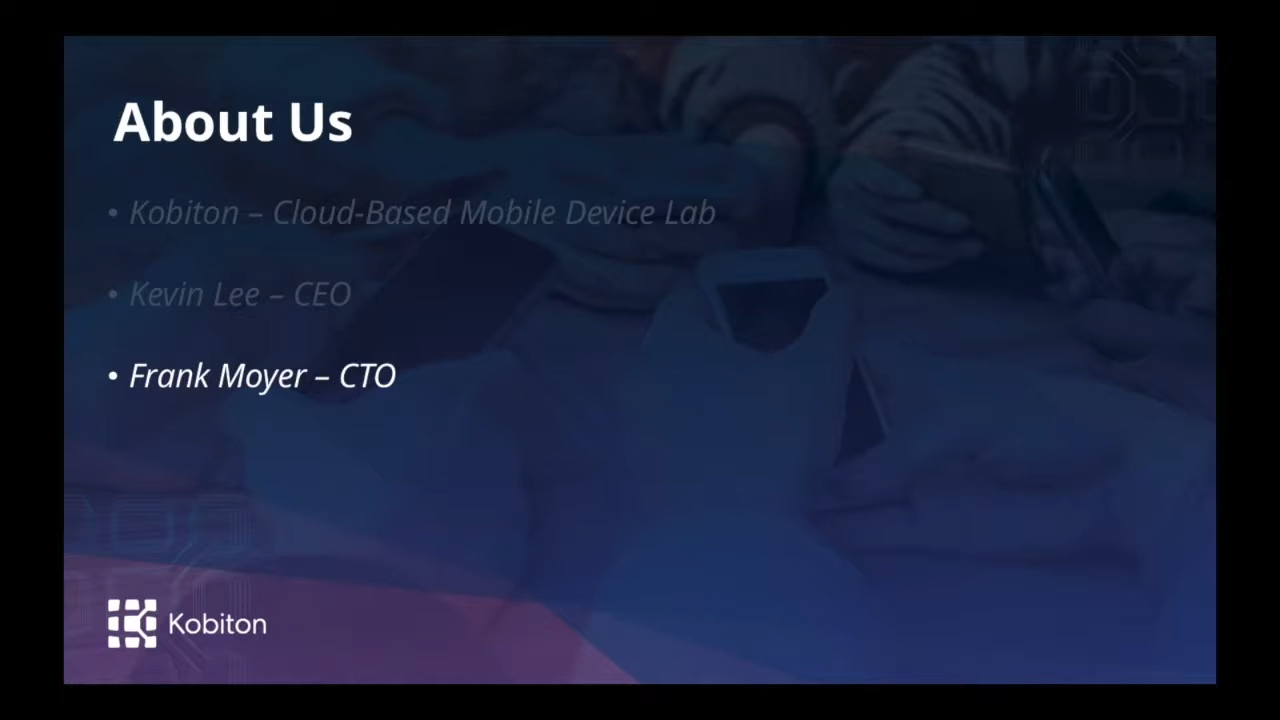 About Us
• Kobiton – Cloud-Based Mobile Device Lab
• Kevin Lee – CEO
• Frank Moyer – CTO
Kobiton